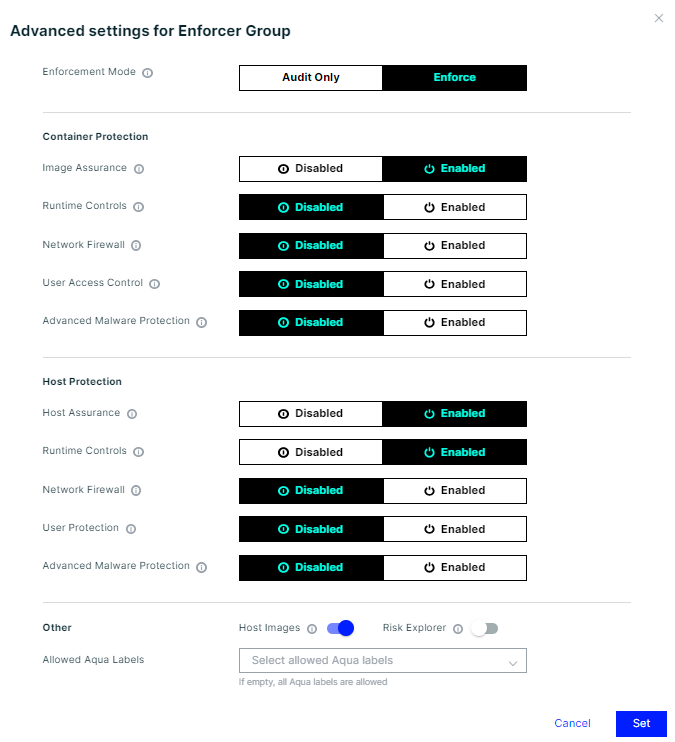 Advanced settings for Enforcer Group
Enforcement Mode Audit Only Enforce
Container Protection
Image Assurance Disabled Enabled
Runtime Controls Disabled Enabled
Network Firewall Disabled Enabled
User Access Control Disabled Enabled
Advanced Malware Protection Disabled Enabled
Host Protection
Host Assurance Disabled Enabled
Runtime Controls Disabled Enabled
Network Firewall Disabled Enabled
User Protection Disabled Enabled
Advanced Malware Protection Disabled Enabled
Other Host Images Risk Explorer
Allowed Aqua Labels Select allowed Aqua labels
If empty, all Aqua labels are allowed
Cancel Set